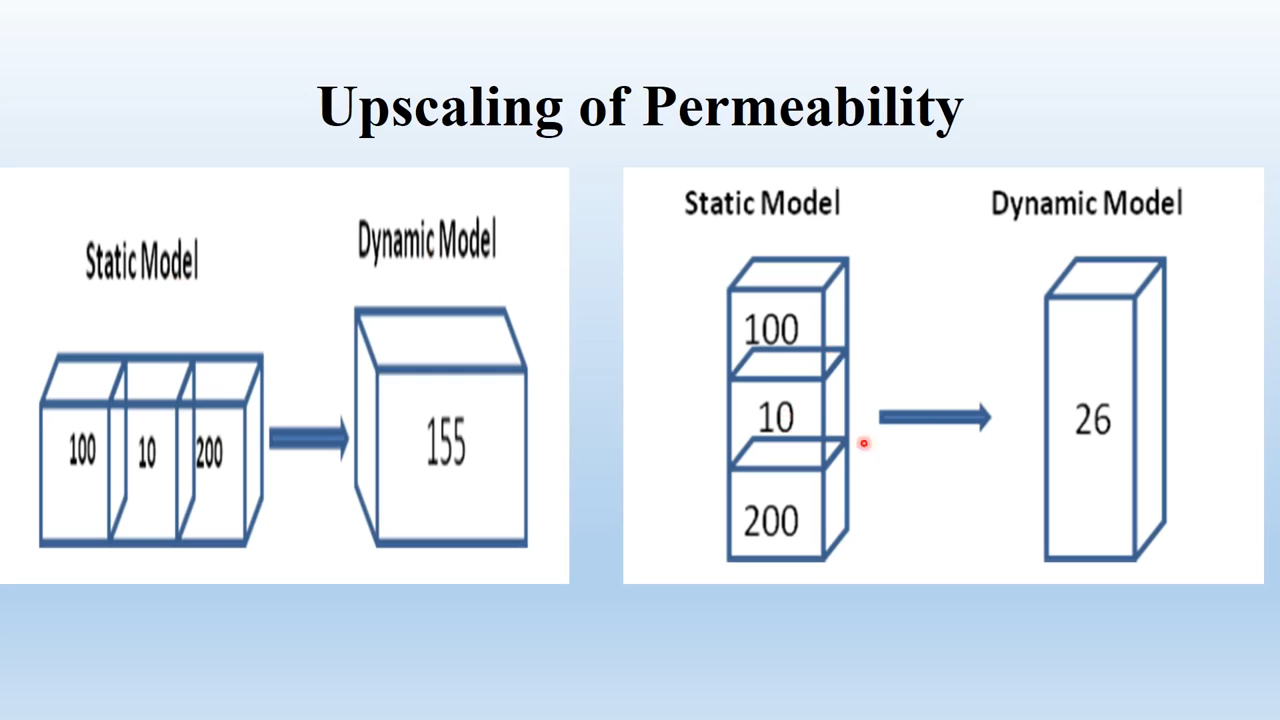 Upscaling of Permeability
Static Model
Dynamic Model
100 10 200
155
Static Model
Dynamic Model
100
10
200
26